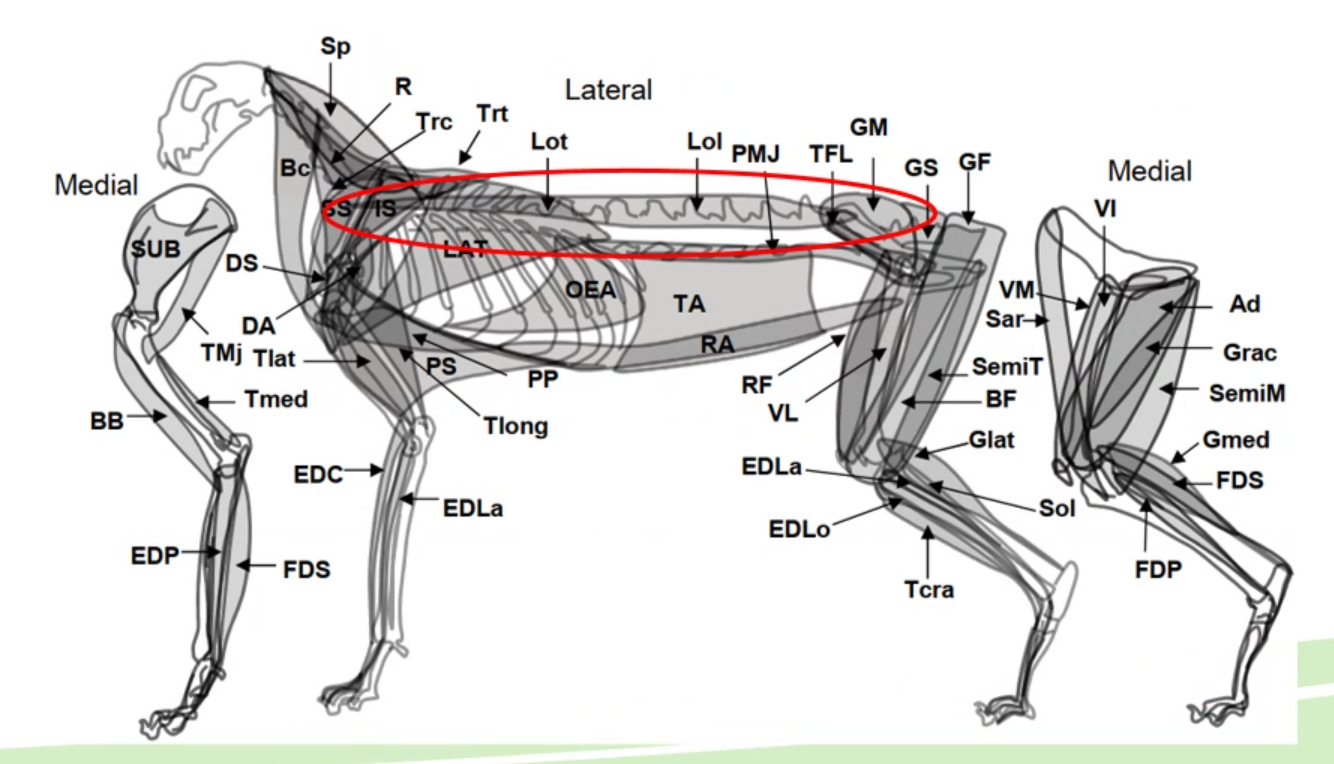 Sp
Lateral
R
Trc
Trt
Lot
Lol
PMJ
TFL
GM
GS
GF
Medial
Bc
SS
IS
LAT
Medial
VI
SUB
DS
DA
TMj
Tlat
Tmed
BB
PS
PP
Tlong
OEA
TA
RA
RF
VL
VM
Sar
Ad
Grac
SemiT
SemiM
BF
Glat
Gmed
FDS
EDC
EDLa
EDLa
EDLo
Sol
Tcra
FDP
EDP
FDS